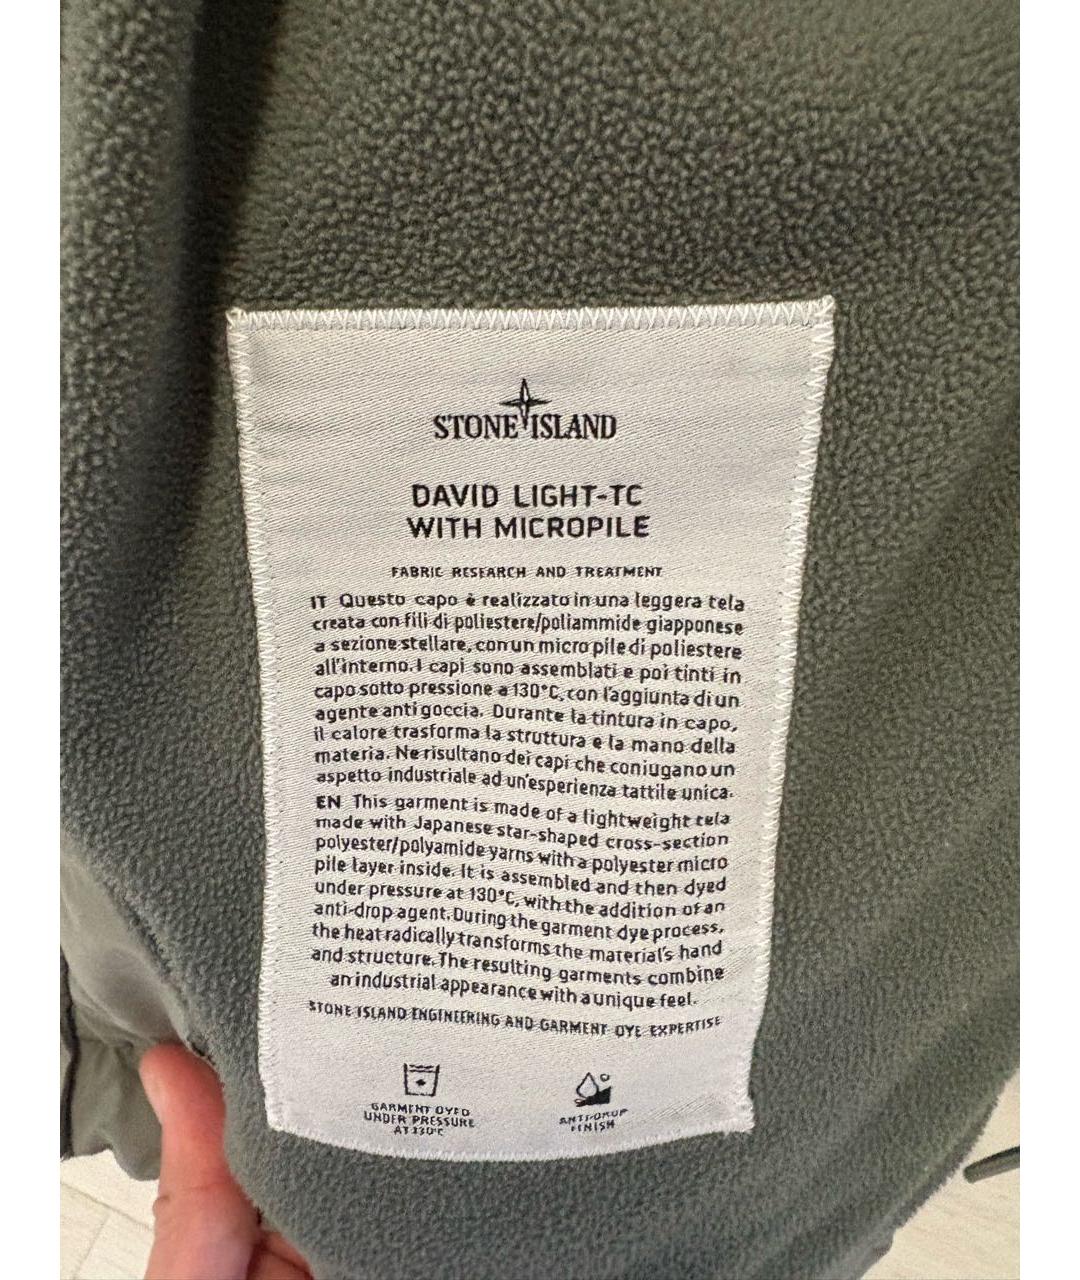 STONE ISLAND
DAVID LIGHT-TC
WITH MICROPILE
FABRIC RESEARCH AND TREATMENT
IT Questo capo è realizzato in una leggera tela
creata con fili di poliestere/poliammide giapponese
a sezione stellare, con un micro pile di poliestere
all'interno. I capi sono assemblati e poi tinti in
capo sotto pressione a 130°C, con l'aggiunta di un
agente anti goccia. Durante la tintura in capo,
il calore trasforma la struttura e la mano della
materia. Ne risultano dei capi che coniugano un
aspetto industriale ad un'esperienza tattile unica.
EN This garment is made of a lightweight tela
made with Japanese star-shaped cross-section
polyester/polyamide yarns with a polyester micro
pile layer inside. It is assembled and then dyed
under pressure at 130°C, with the addition of an
anti-drop agent. During the garment dye process,
the heat radically transforms the material's hand
and structure. The resulting garments combine
an industrial appearance with a unique feel.
STONE ISLAND ENGINEERING AND GARMENT DYE EXPERTISE
GARMENT DYED
UNDER PRESSURE
AT 130°C
ANTI-DROP
FINISH